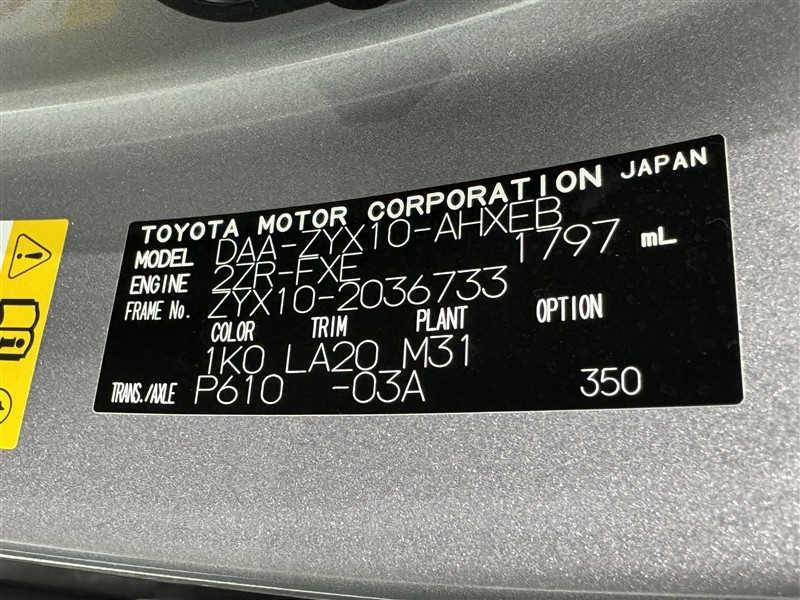 TOYOTA MOTOR CORPORATION JAPAN
MODEL DAA-ZYX10-AHXEB
ENGINE 2ZR-FXE 1797 mL
FRAME No. ZYX10-2036733
COLOR TRIM PLANT OPTION
1K0 LA20 M31
TRANS./AXLE P610 -03A 350